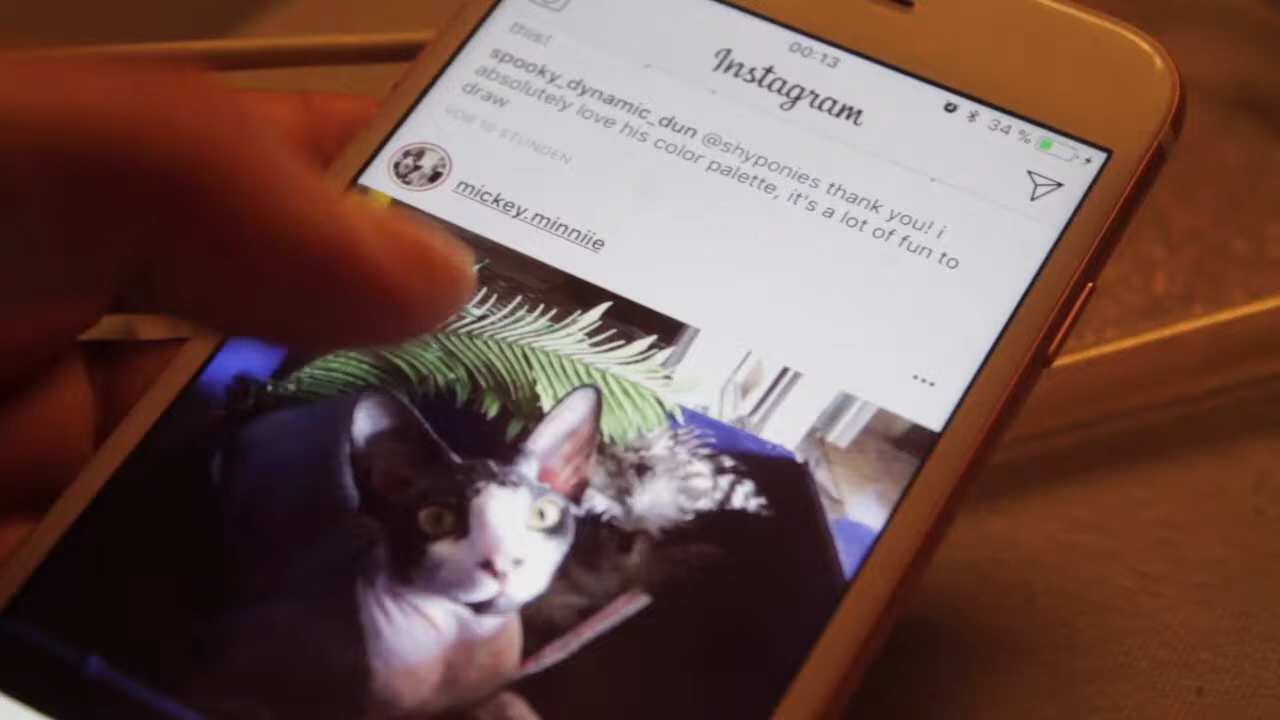 00:13
34 %
Instagram
this!
spooky_dynamic_dun @shyponies thank you! i
absolutely love his color palette, it's a lot of fun to
draw
VOR 10 STUNDEN
mickey.minniie